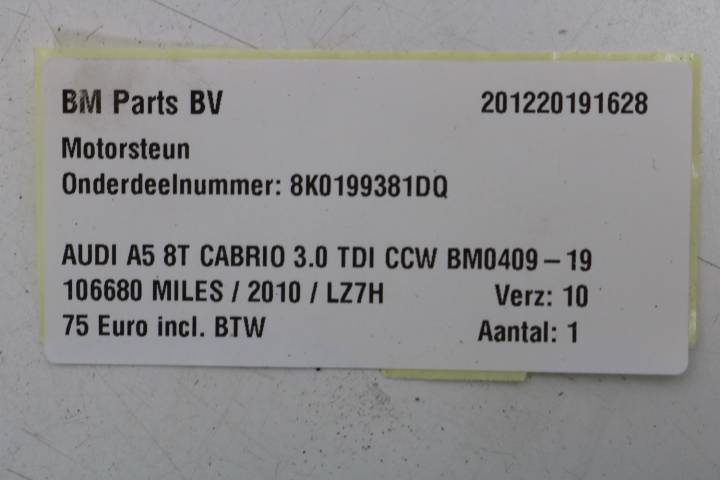 BM Parts BV 201220191628
Motorsteun
Onderdeelnummer: 8K0199381DQ
AUDI A5 8T CABRIO 3.0 TDI CCW BM0409-19
106680 MILES / 2010 / LZ7H Verz: 10
75 Euro incl. BTW Aantal: 1